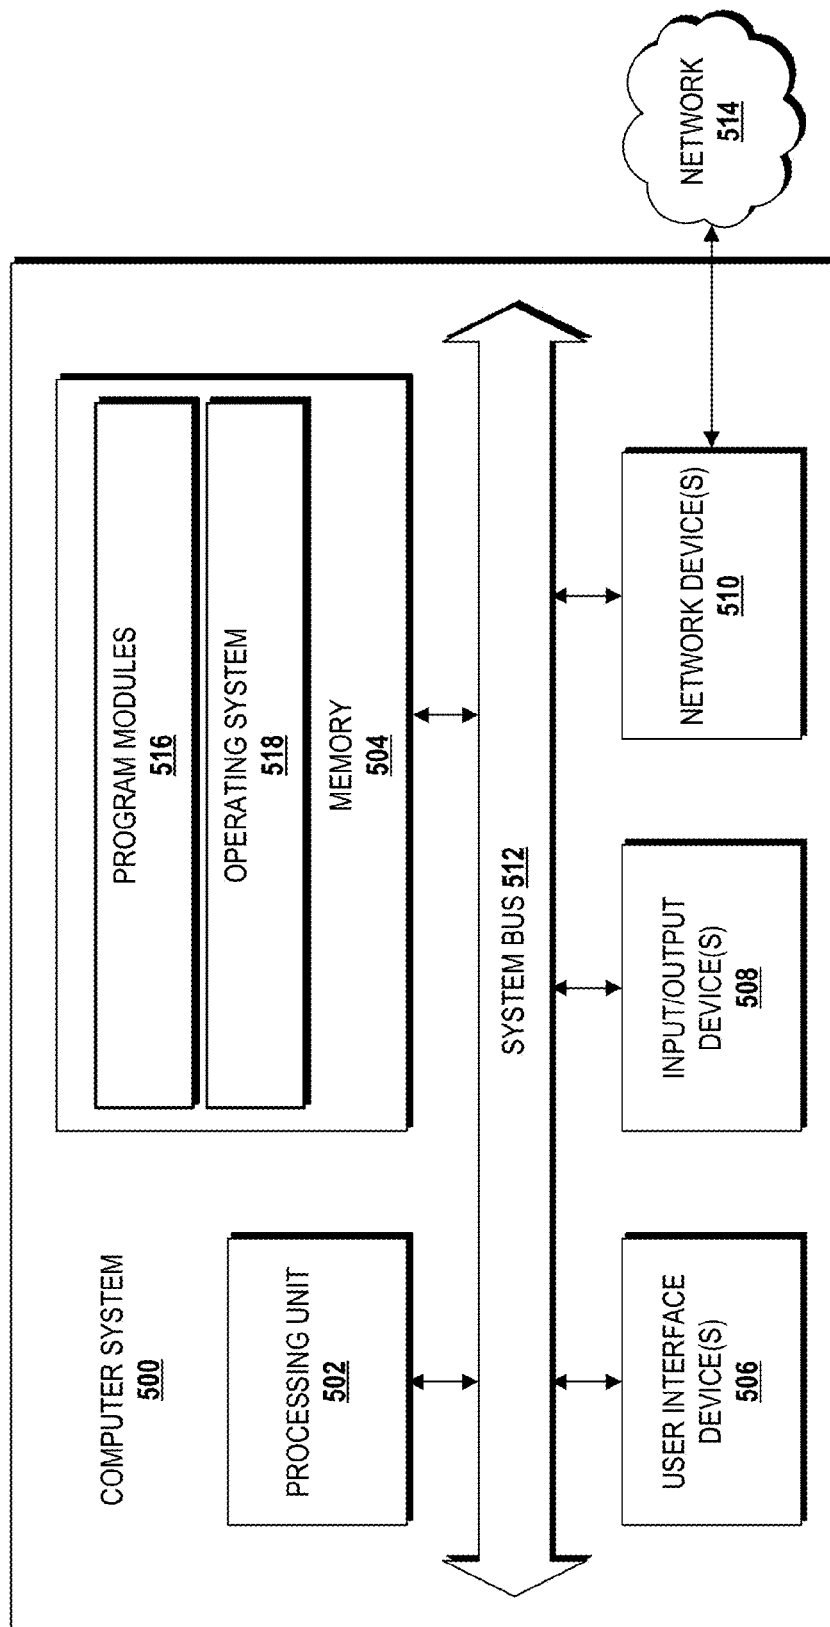 COMPUTER SYSTEM
500
PROCESSING UNIT
502
PROGRAM MODULES
516
OPERATING SYSTEM
518
MEMORY
504
SYSTEM BUS 512
USER INTERFACE
DEVICE(S)
506
INPUT/OUTPUT
DEVICE(S)
508
NETWORK DEVICE(S)
510
NETWORK
514